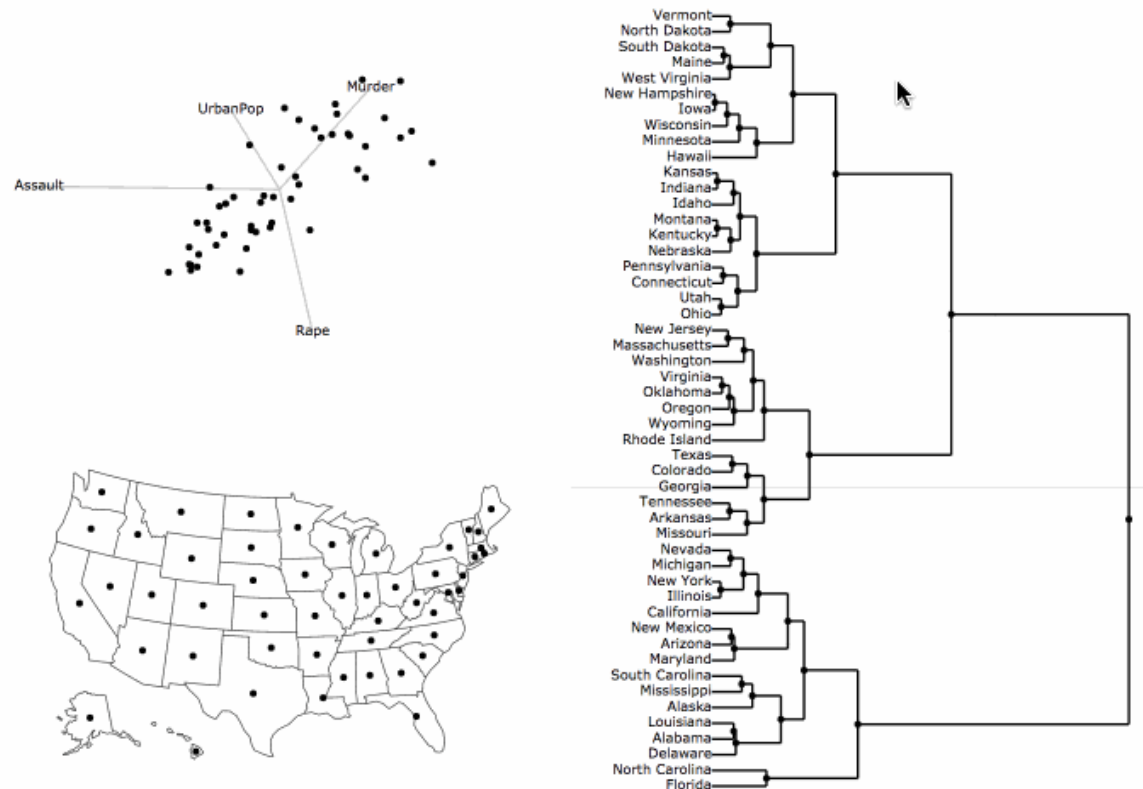 Murder
UrbanPop
Assault
Rape
Vermont
North Dakota
South Dakota
Maine
West Virginia
New Hampshire
Iowa
Wisconsin
Minnesota
Hawaii
Kansas
Indiana
Idaho
Montana
Kentucky
Nebraska
Pennsylvania
Connecticut
Utah
Ohio
New Jersey
Massachusetts
Washington
Virginia
Oklahoma
Oregon
Wyoming
Rhode Island
Texas
Colorado
Georgia
Tennessee
Arkansas
Missouri
Nevada
Michigan
New York
Illinois
California
New Mexico
Arizona
Maryland
South Carolina
Mississippi
Alaska
Louisiana
Alabama
Delaware
North Carolina
Florida